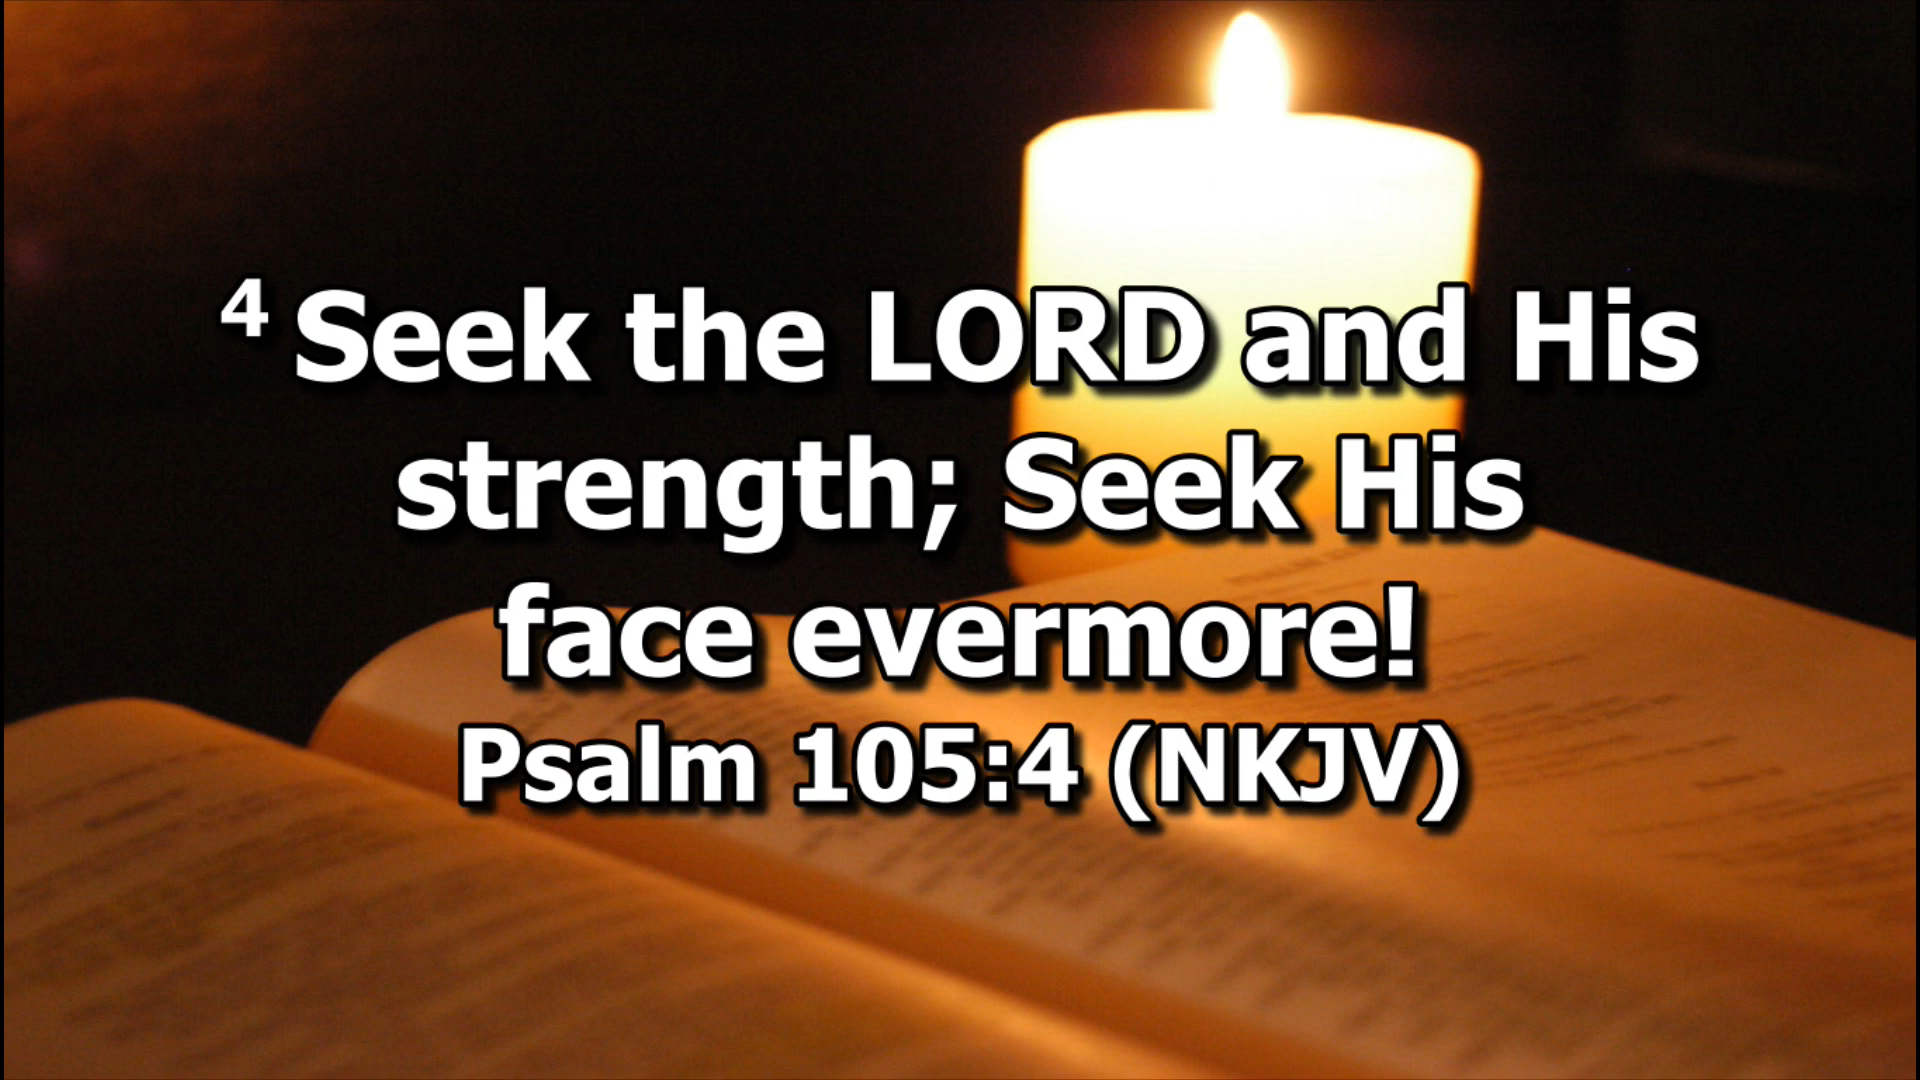 4 Seek the LORD and His
strength; Seek His
face evermore!
Psalm 105:4 (NKJV)